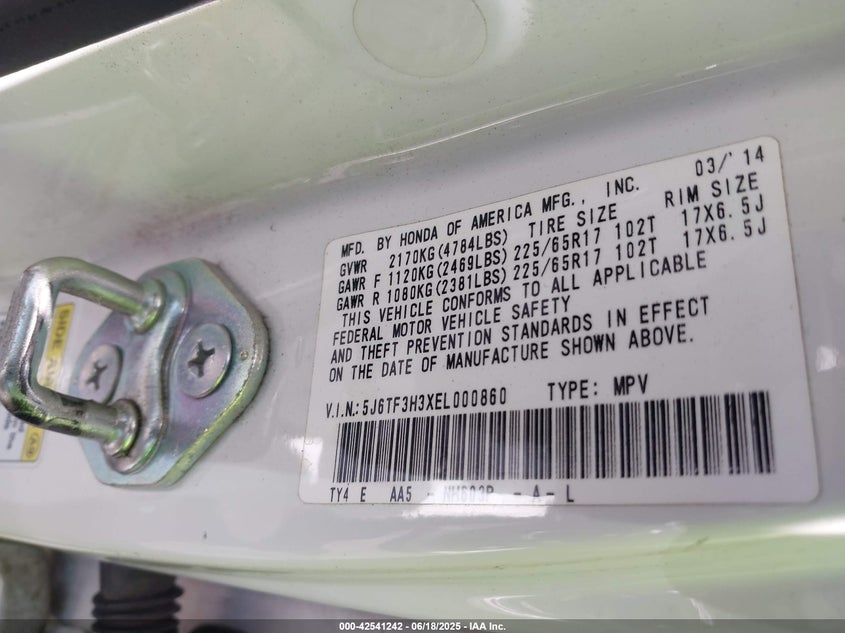 MFD. BY HONDA OF AMERICA MFG., INC. 03/'14
GVWR 2170KG(4784LBS) TIRE SIZE RIM SIZE
GAWR F 1120KG(2469LBS) 225/65R17 102T 17X6.5J
GAWR R 1080KG(2381LBS) 225/65R17 102T 17X6.5J
THIS VEHICLE CONFORMS TO ALL APPLICABLE
FEDERAL MOTOR VEHICLE SAFETY
AND THEFT PREVENTION STANDARDS IN EFFECT
ON THE DATE OF MANUFACTURE SHOWN ABOVE.
V.I.N.:5J6TF3H3XEL000860 TYPE: MPV
TY4 E AA5 - NH603P - A - L
SIDE
000-42541242 - 06/18/2025 - IAA Inc.